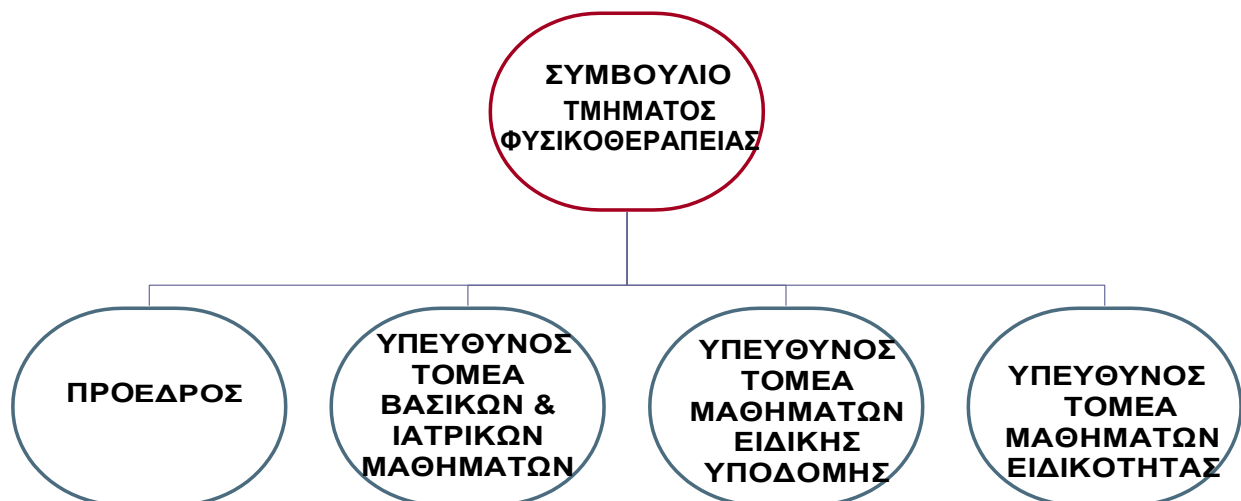 ΣΥΜΒΟΥΛΙΟ
ΤΜΗΜΑΤΟΣ
ΦΥΣΙΚΟΘΕΡΑΠΕΙΑΣ
ΠΡΟΕΔΡΟΣ
ΥΠΕΥΘΥΝΟΣ
ΤΟΜΕΑ
ΒΑΣΙΚΩΝ &
ΙΑΤΡΙΚΩΝ
ΜΑΘΗΜΑΤΩΝ
ΥΠΕΥΘΥΝΟΣ
ΤΟΜΕΑ
ΜΑΘΗΜΑΤΩΝ
ΕΙΔΙΚΗΣ
ΥΠΟΔΟΜΗΣ
ΥΠΕΥΘΥΝΟΣ
ΤΟΜΕΑ
ΜΑΘΗΜΑΤΩΝ
ΕΙΔΙΚΟΤΗΤΑΣ